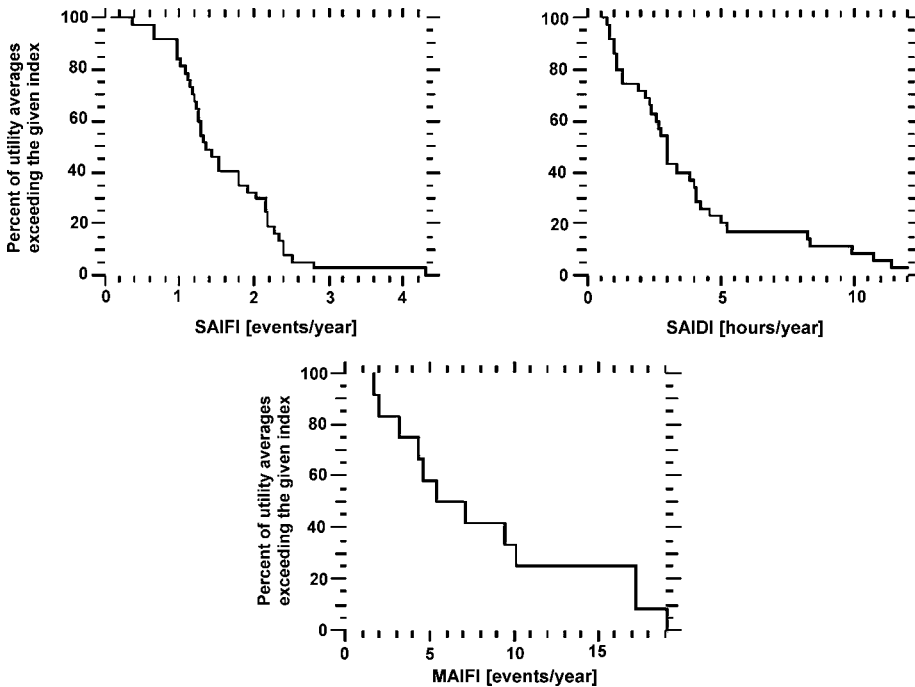 Percent of utility averages
exceeding the given index
100
80
60
40
20
0
0 1 2 3 4
SAIFI [events/year]
100
80
60
40
20
0
0 5 10
SAIDI [hours/year]
Percent of utility averages
exceeding the given index
100
80
60
40
20
0
0 5 10 15
MAIFI [events/year]